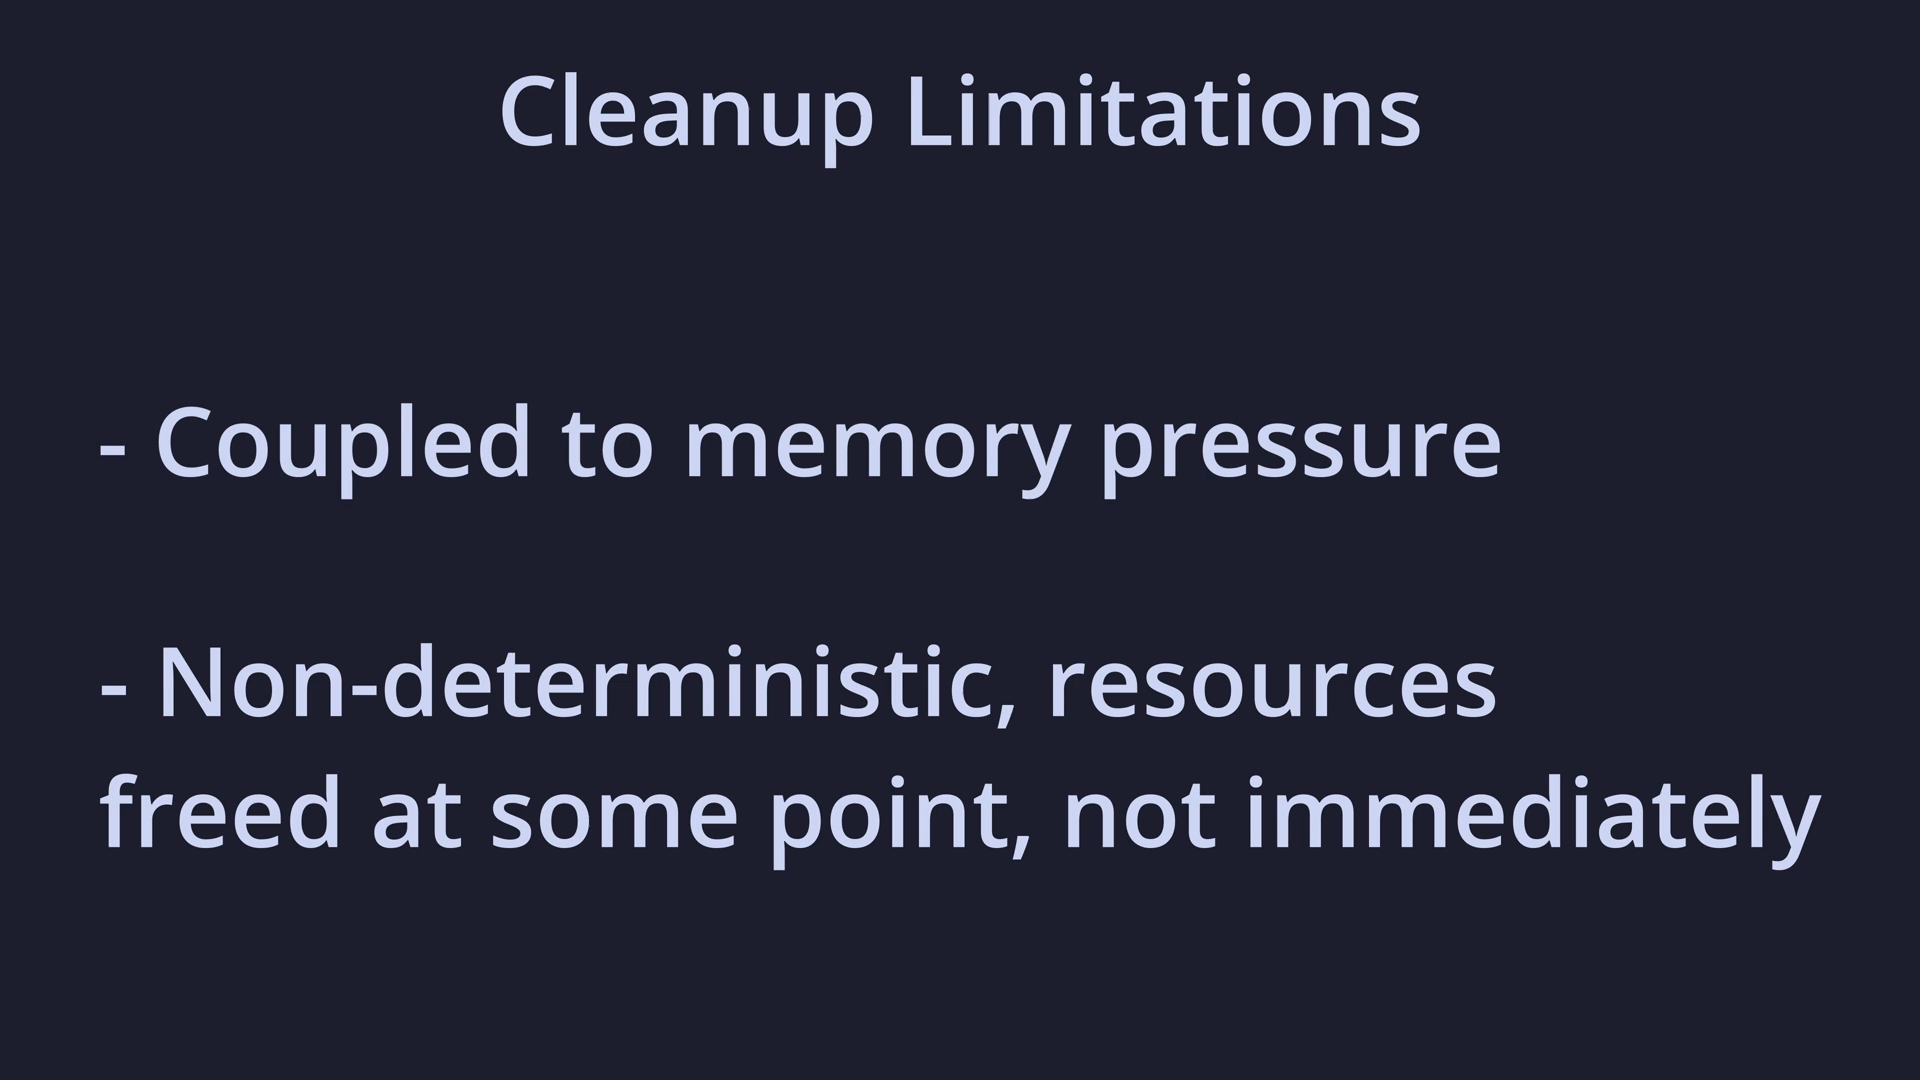 Cleanup Limitations
- Coupled to memory pressure
- Non-deterministic, resources
freed at some point, not immediately